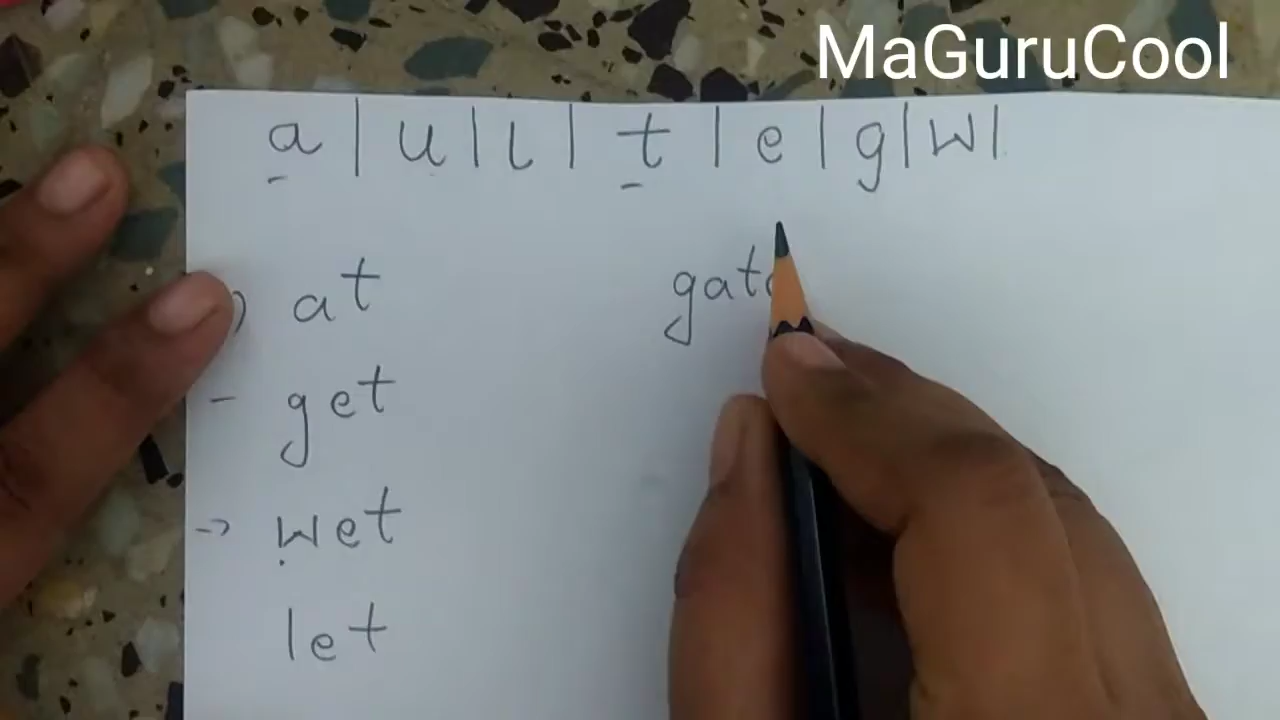 MaGuruCool
a | u | l | t | e | g | w |
) at
gat
- get
-> wet
let